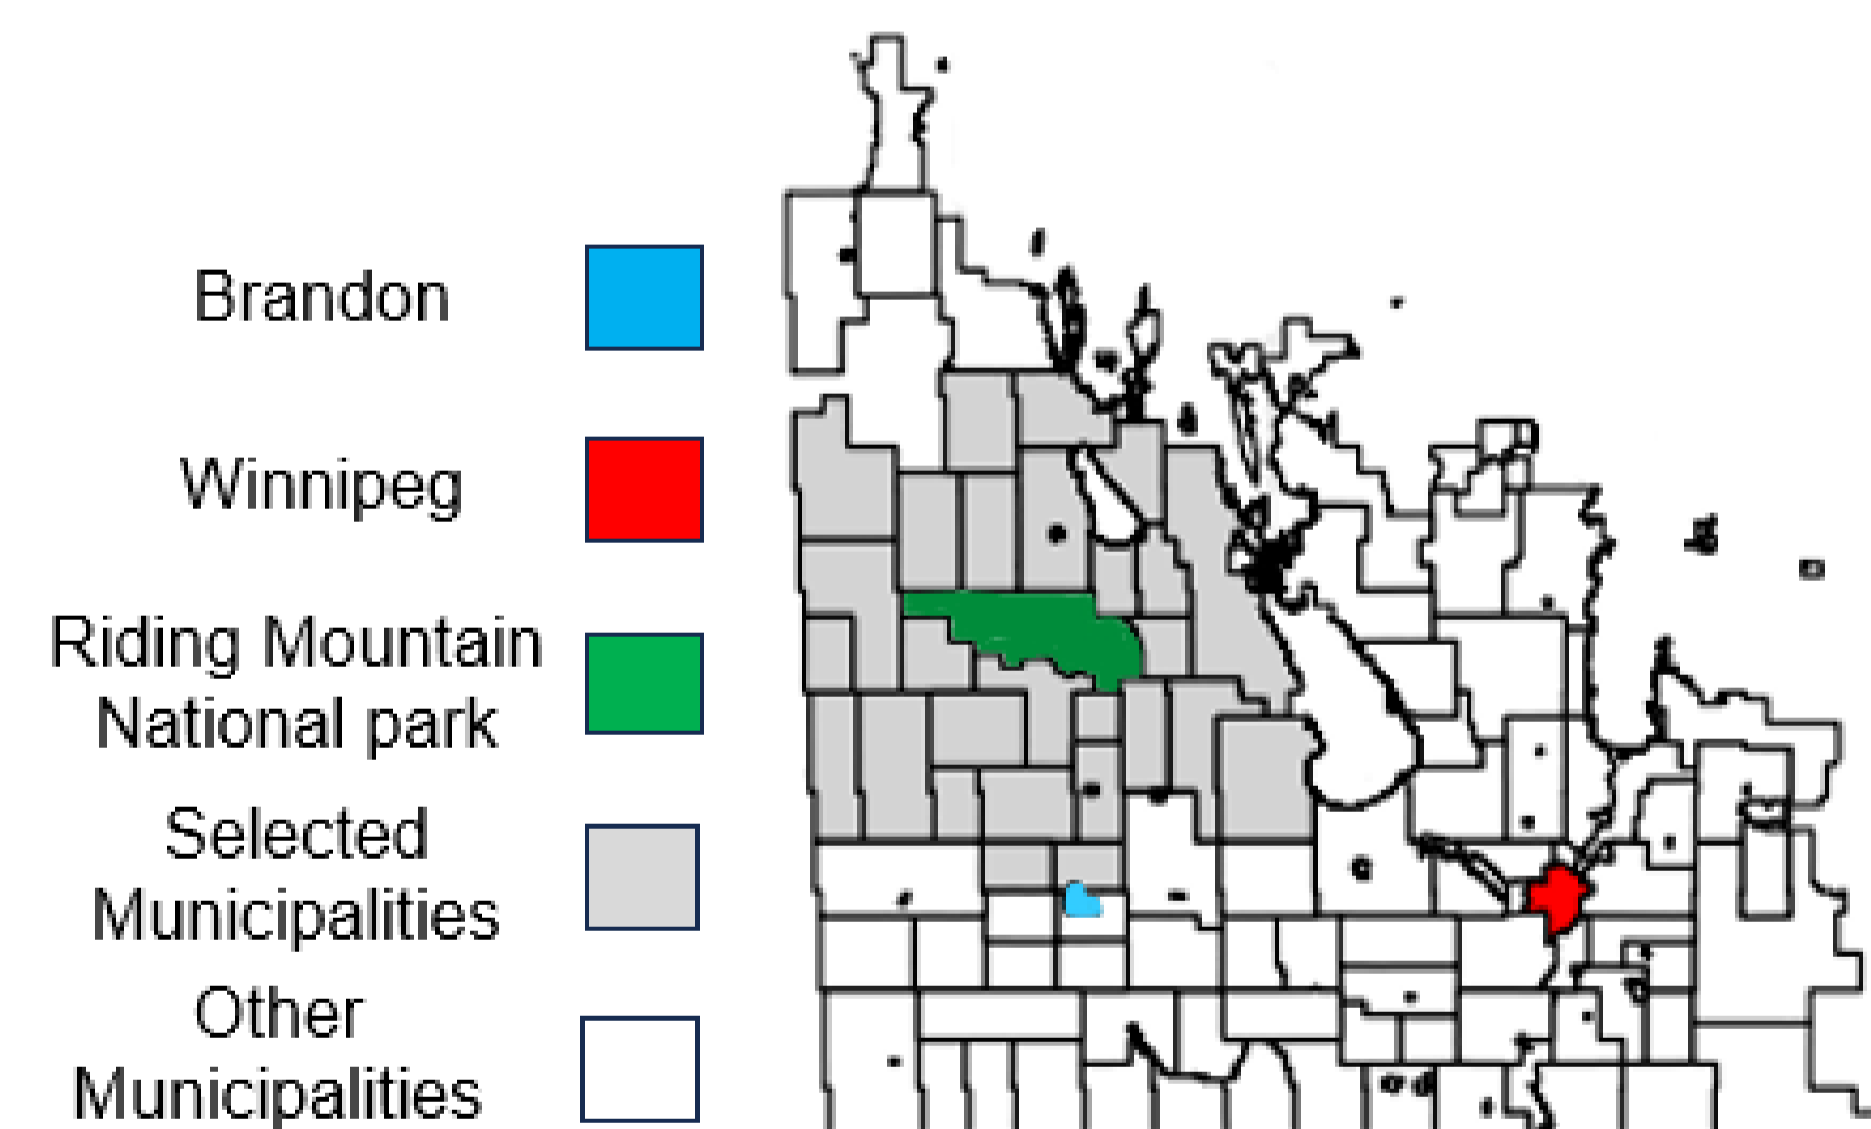 Brandon
Winnipeg
Riding Mountain
National park
Selected
Municipalities
Other
Municipalities